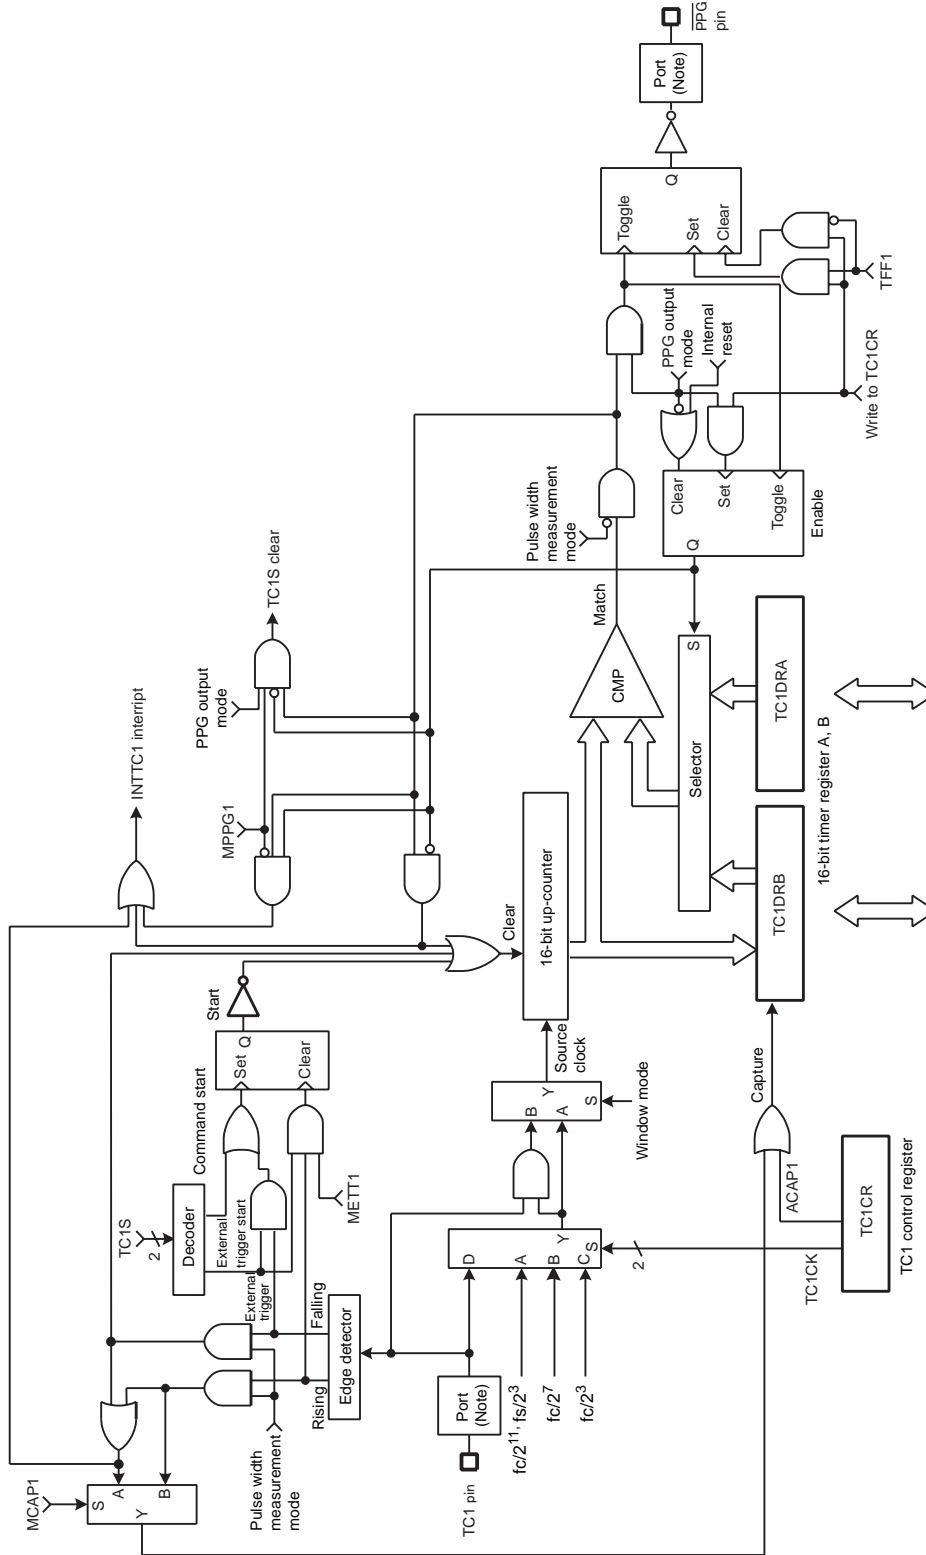 MCAP1
S
A
B
Y
Pulse width
measurement
mode
Rising
Falling
Edge detector
TC1S
2
Decoder
Command start
External
trigger start
External
trigger
METT1
Set
Q
Clear
Start
INTTC1 interript
MPPG1
PPG output
mode
TC1S clear
TC1 pin
Port
(Note)
fc/2^11, fs/2^3
fc/2^7
fc/2^3
D
A
B
C
S
Y
2
TC1CK
B
A
Y
S
Window mode
Source
clock
Clear
16-bit up-counter
CMP
Match
Pulse width
measurement
mode
Selector
S
TC1DRB
TC1DRA
16-bit timer register A, B
Capture
ACAP1
TC1CR
TC1 control register
Q
Clear
Set
Toggle
Enable
PPG output
mode
Internal
reset
Write to TC1CR
TFF1
Toggle
Set
Clear
Q
Port
(Note)
PPG
pin